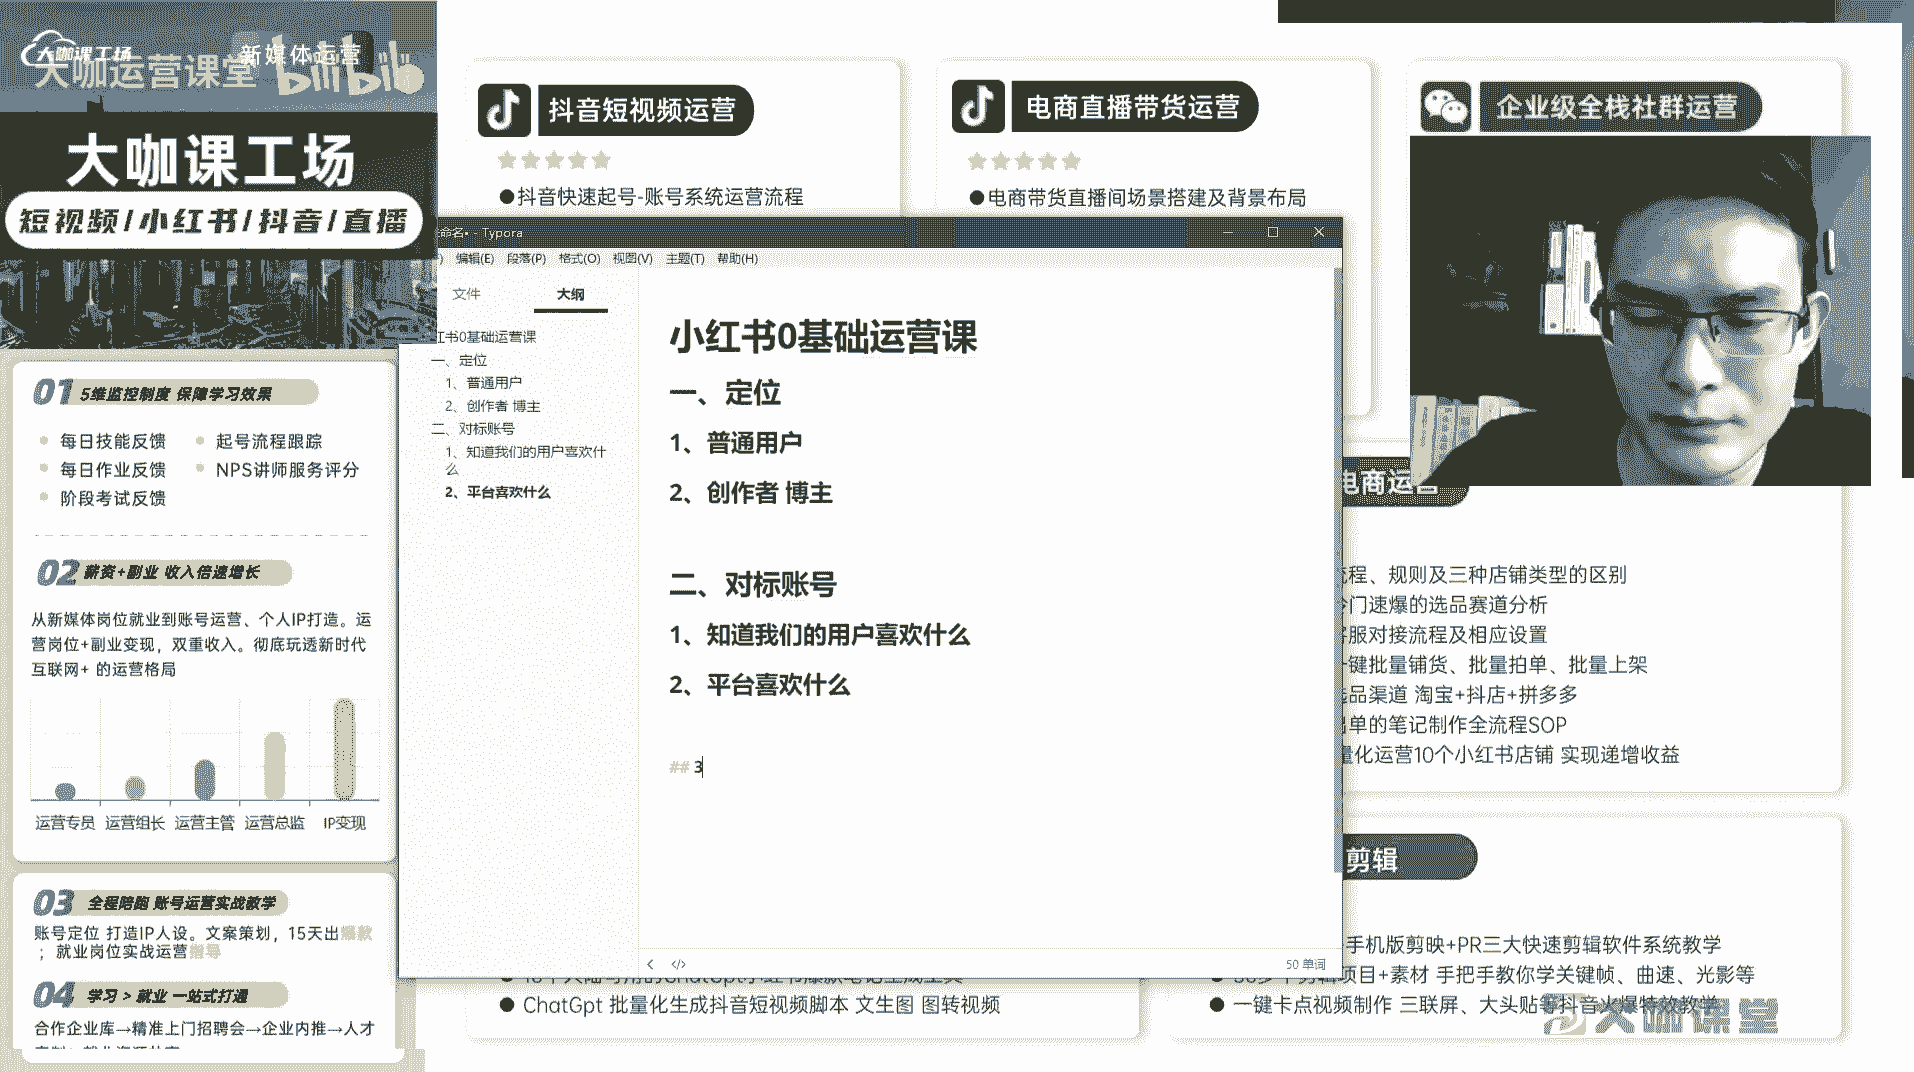 大咖课工场
新媒体运营
大咖运营课堂 bilibili
大咖课工场
短视频/小红书/抖音/直播
01 5维监控制度 保障学习效果
每日技能反馈
起号流程跟踪
每日作业反馈
NPS讲师服务评分
阶段考试反馈
02 薪资+副业 收入倍速增长
从新媒体岗位就业到账号运营、个人IP打造。运
营岗位+副业变现，双重收入。彻底玩透新时代
互联网+ 的运营格局
运营专员 运营组长 运营主管 运营总监 IP变现
03 全程陪跑 账号运营实战教学
账号定位 打造IP人设。文案策划，15天出爆款
；就业岗位实战运营指导
04 学习 > 就业 一站式打通
合作企业库→精准上门招聘会→企业内推→人才
抖音短视频运营
●抖音快速起号-账号系统运营流程
电商直播带货运营
●电商带货直播间场景搭建及背景布局
企业级全栈社群运营
命名• - Typora
编辑(E) 段落(P) 格式(O) 视图(V) 主题(T) 帮助(H)
文件
大纲
红书0基础运营课
一、定位
1、普通用户
2、创作者 博主
二、对标账号
1、知道我们的用户喜欢什
么
2、平台喜欢什么
小红书0基础运营课
一、定位
1、普通用户
2、创作者 博主
二、对标账号
1、知道我们的用户喜欢什么
2、平台喜欢什么
## 3
</>
50 单词
电商运营
流程、规则及三种店铺类型的区别
冷门速爆的选品赛道分析
客服对接流程及相应设置
一键批量铺货、批量拍单、批量上架
选品渠道 淘宝+抖店+拼多多
出单的笔记制作全流程SOP
量化运营10个小红书店铺 实现递增收益
剪辑
手机版剪映+PR三大快速剪辑软件系统教学
项目+素材 手把手教你学关键帧、曲速、光影等
● 一键卡点视频制作 三联屏、大头贴等抖音火爆特效教学
● ChatGpt 批量化生成抖音短视频脚本 文生图 图转视频
大咖课堂